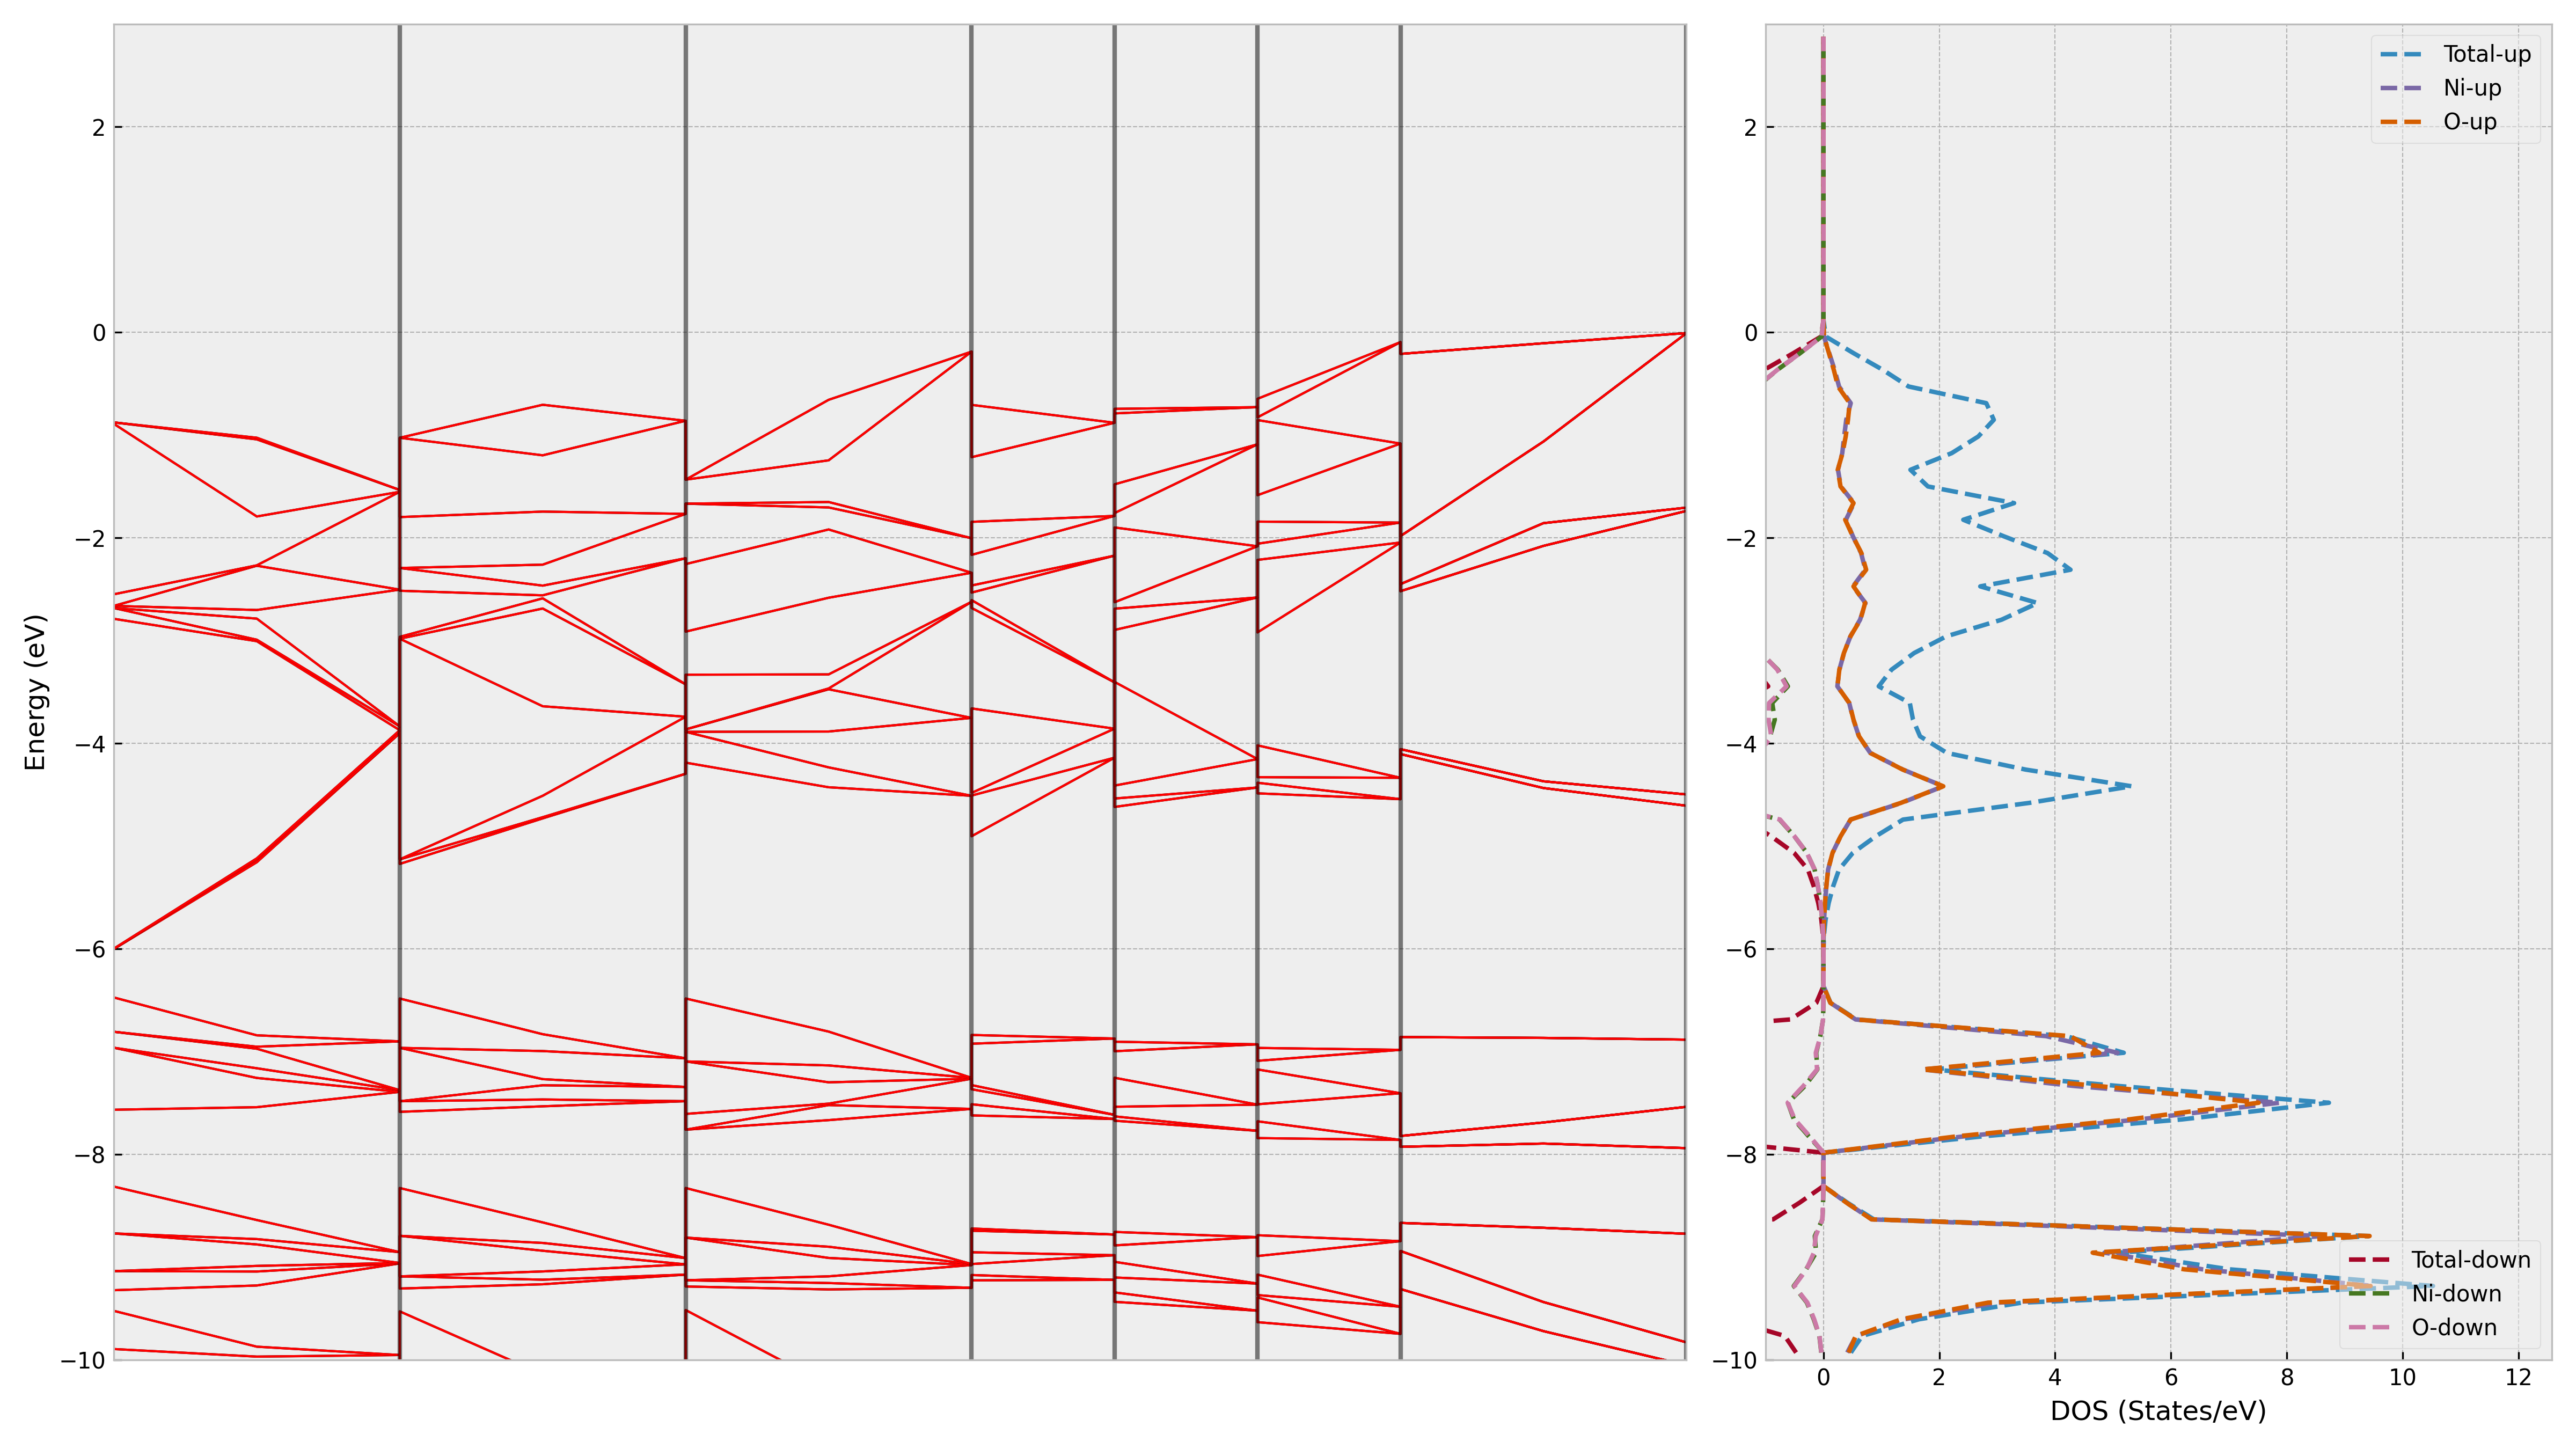 Energy (eV)
2
0
−2
−4
−6
−8
−10
2
0
−2
−4
−6
−8
−10
Total-up
Ni-up
O-up
Total-down
Ni-down
O-down
0 2 4 6 8 10 12
DOS (States/eV)